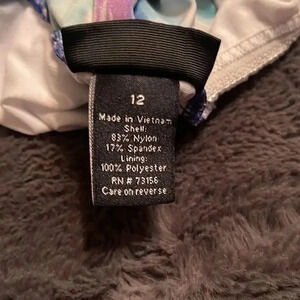 12
Made in Vietnam
Shell:
83% Nylon
17% Spandex
Lining:
100% Polyester
RN # 73156
Care on reverse